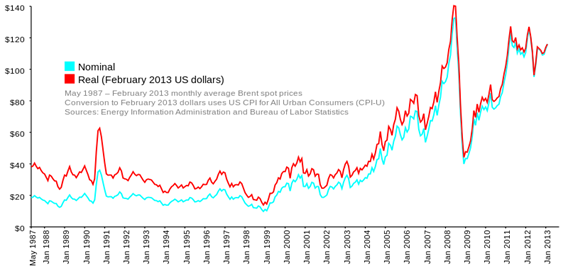 $140
$120
$100
$80
$60
$40
$20
$0
Nominal
Real (February 2013 US dollars)
May 1987 – February 2013 monthly average Brent spot prices
Conversion to February 2013 dollars uses US CPI for All Urban Consumers (CPI-U)
Sources: Energy Information Administration and Bureau of Labor Statistics
May 1987
Jan 1988
Jan 1989
Jan 1990
Jan 1991
Jan 1992
Jan 1993
Jan 1994
Jan 1995
Jan 1996
Jan 1997
Jan 1998
Jan 1999
Jan 2000
Jan 2001
Jan 2002
Jan 2003
Jan 2004
Jan 2005
Jan 2006
Jan 2007
Jan 2008
Jan 2009
Jan 2010
Jan 2011
Jan 2012
Jan 2013